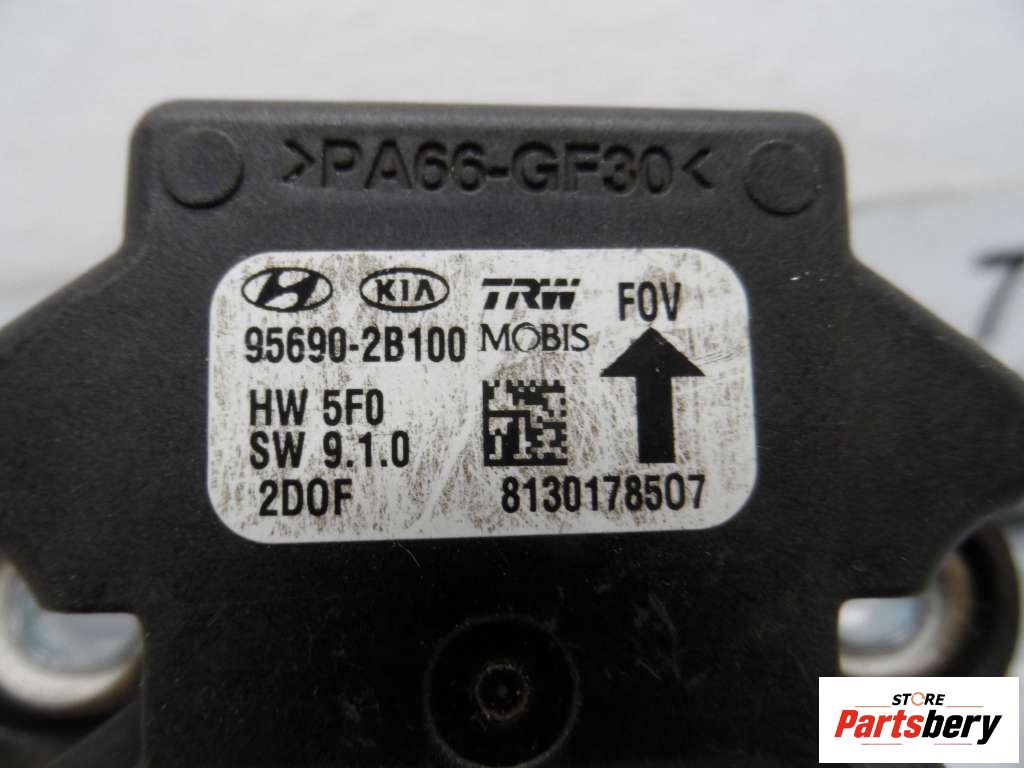 >PA66-GF30<
KIA TRW FOV
95690-2B100 MOBIS
HW 5F0
SW 9.1.0
2DOF 8130178507
STORE
Partsbery